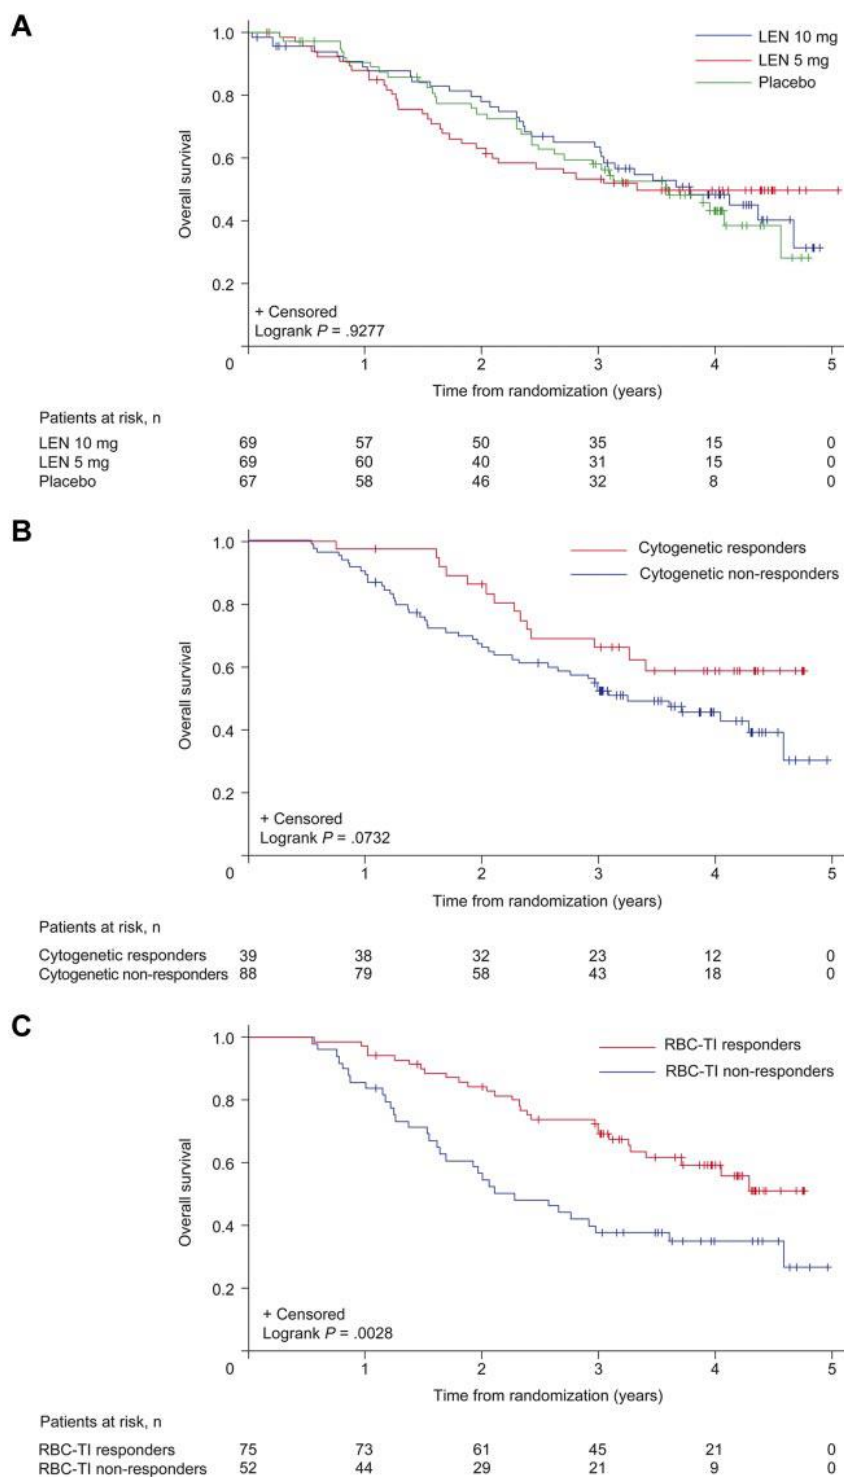 A
LEN 10 mg
LEN 5 mg
Placebo
Overall survival
1.0
0.8
0.6
0.4
0.2
+ Censored
Logrank P = .9277
0 1 2 3 4 5
Time from randomization (years)
Patients at risk, n
LEN 10 mg 69 57 50 35 15 0
LEN 5 mg 69 60 40 31 15 0
Placebo 67 58 46 32 8 0
B
Cytogenetic responders
Cytogenetic non-responders
Overall survival
1.0
0.8
0.6
0.4
0.2
+ Censored
Logrank P = .0732
0 1 2 3 4 5
Time from randomization (years)
Patients at risk, n
Cytogenetic responders 39 38 32 23 12 0
Cytogenetic non-responders 88 79 58 43 18 0
C
RBC-TI responders
RBC-TI non-responders
Overall survival
1.0
0.8
0.6
0.4
0.2
+ Censored
Logrank P = .0028
0 1 2 3 4 5
Time from randomization (years)
Patients at risk, n
RBC-TI responders 75 73 61 45 21 0
RBC-TI non-responders 52 44 29 21 9 0